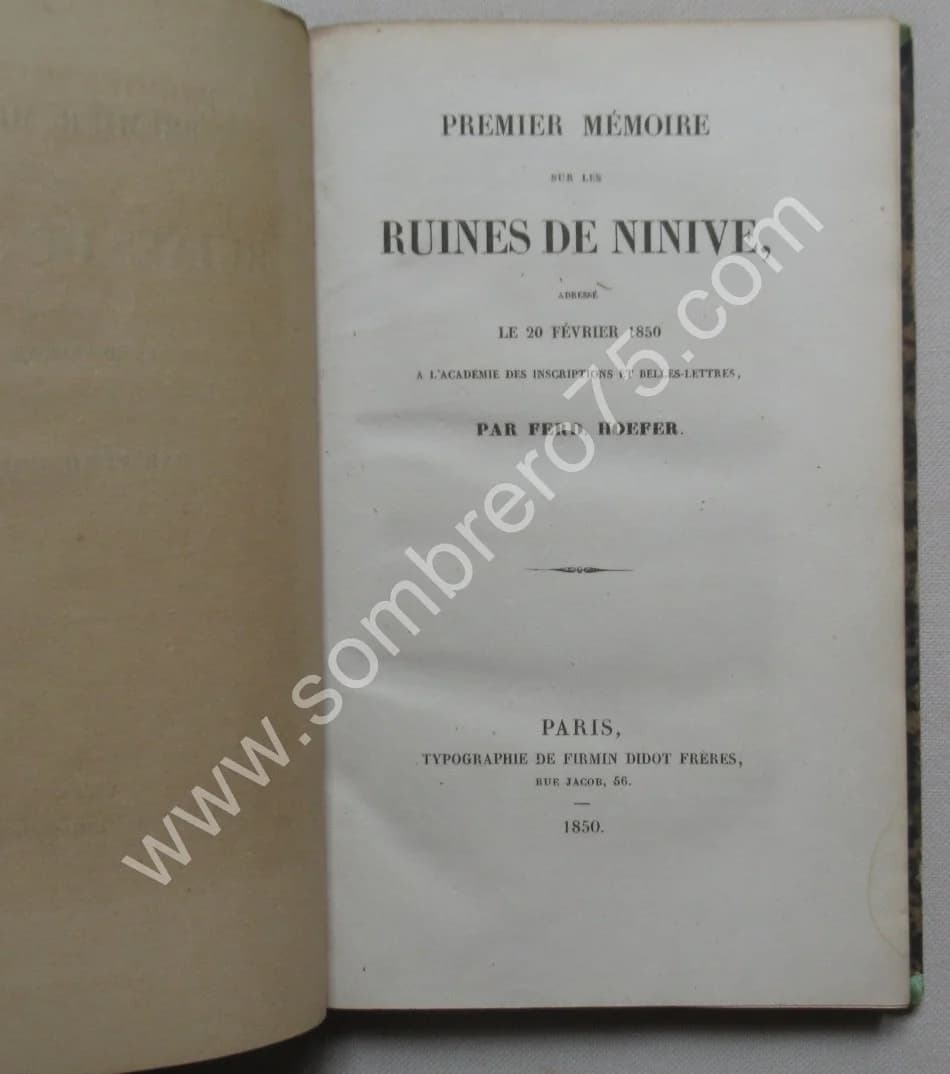 PREMIER MÉMOIRE
SUR LES
RUINES DE NINIVE,
ADRESSÉ
LE 20 FÉVRIER 1850
A L'ACADÉMIE DES INSCRIPTIONS ET BELLES-LETTRES,
PAR FERD. HOEFER.
PARIS,
TYPOGRAPHIE DE FIRMIN DIDOT FRÈRES,
RUE JACOB, 56.
1850.
www.sombrero75.com